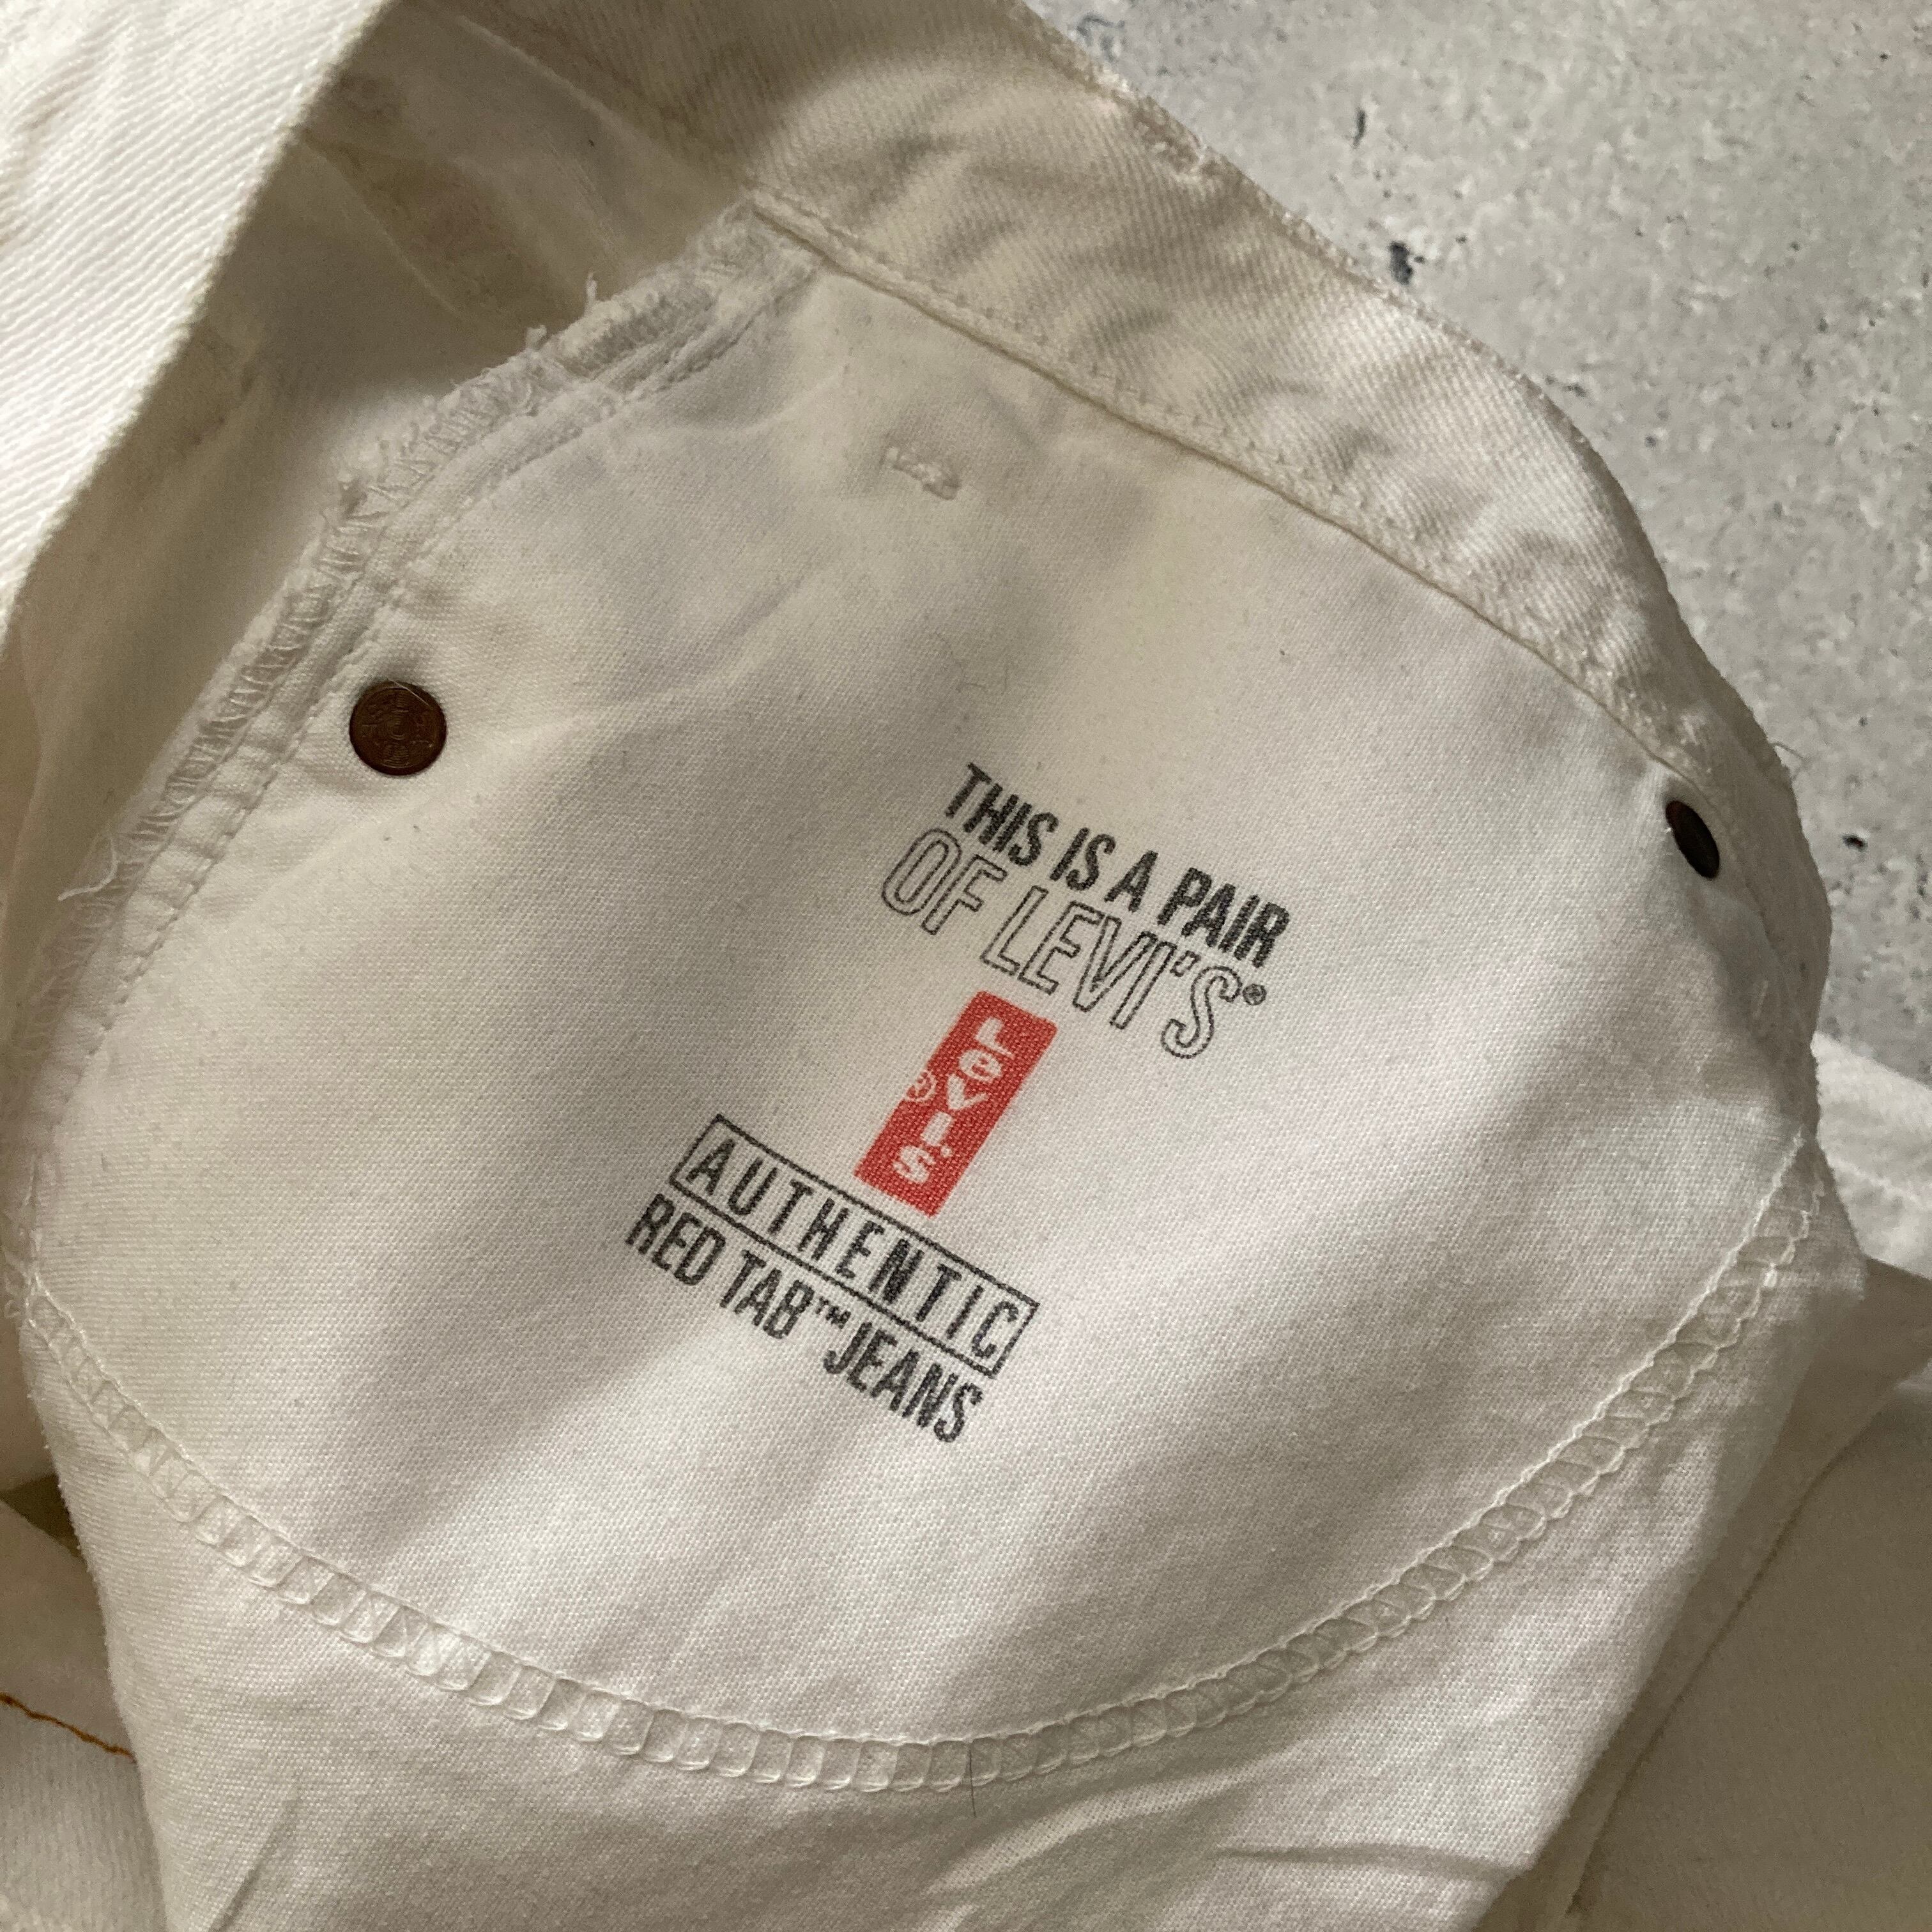 THIS IS A PAIR
OF LEVI'S®
LeVI'S
®
AUTHENTIC
RED TAB™ JEANS